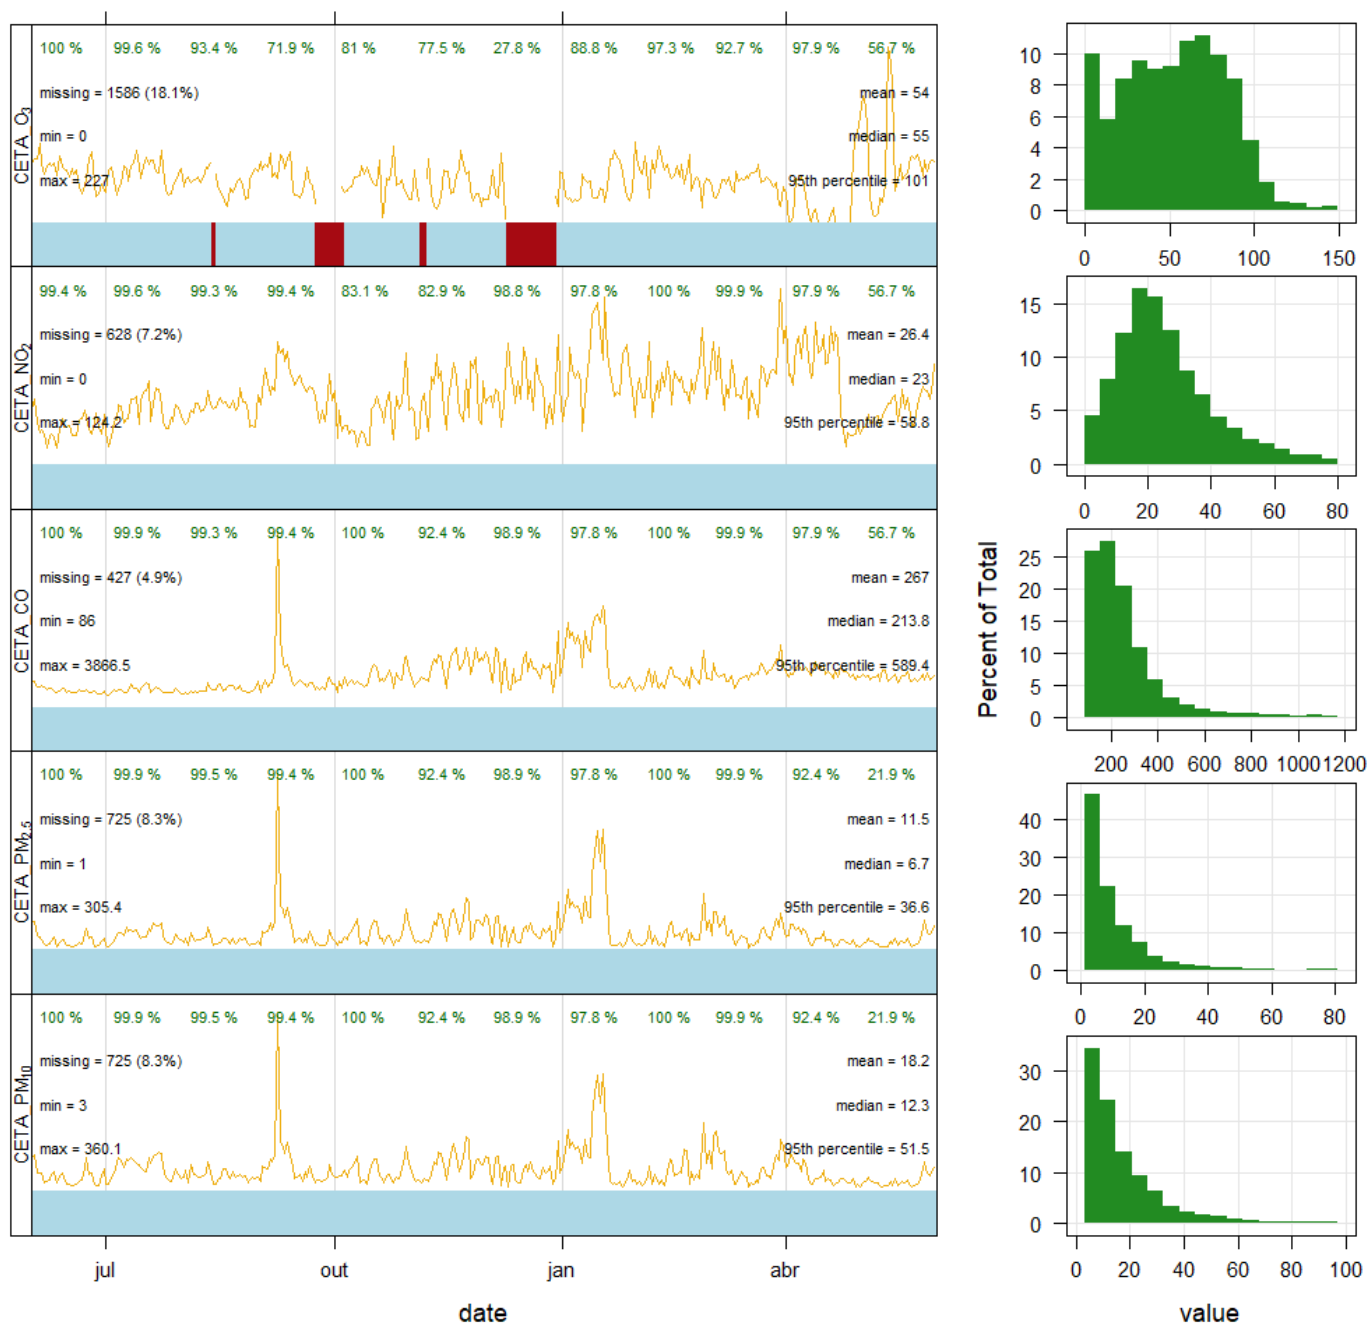 100 % 99.6 % 93.4 % 71.9 % 81 % 77.5 % 27.8 % 88.8 % 97.3 % 92.7 % 97.9 % 56.7 %
missing = 1586 (18.1%)
min = 0
max = 227
mean = 54
median = 55
95th percentile = 101
CETA_O3
99.4 % 99.6 % 99.3 % 99.4 % 83.1 % 82.9 % 98.8 % 97.8 % 100 % 99.9 % 97.9 % 56.7 %
missing = 628 (7.2%)
min = 0
max = 124.2
mean = 26.4
median = 23
95th percentile = 58.8
CETA_NO2
100 % 99.9 % 99.3 % 99.4 % 100 % 92.4 % 98.9 % 97.8 % 100 % 99.9 % 97.9 % 56.7 %
missing = 427 (4.9%)
min = 86
max = 3866.5
mean = 267
median = 213.8
95th percentile = 589.4
CETA_CO
100 % 99.9 % 99.5 % 99.4 % 100 % 92.4 % 98.9 % 97.8 % 100 % 99.9 % 92.4 % 21.9 %
missing = 725 (8.3%)
min = 1
max = 305.4
mean = 11.5
median = 6.7
95th percentile = 36.6
CETA_PM2.5
100 % 99.9 % 99.5 % 99.4 % 100 % 92.4 % 98.9 % 97.8 % 100 % 99.9 % 92.4 % 21.9 %
missing = 725 (8.3%)
min = 3
max = 360.1
mean = 18.2
median = 12.3
95th percentile = 51.5
CETA_PM10
jul out jan abr
date
10
8
6
4
2
0
0 50 100 150
15
10
5
0
0 20 40 60 80
Percent of Total
25
20
15
10
5
0
200 400 600 800 1000 1200
40
30
20
10
0
0 20 40 60 80
30
20
10
0
0 20 40 60 80 100
value